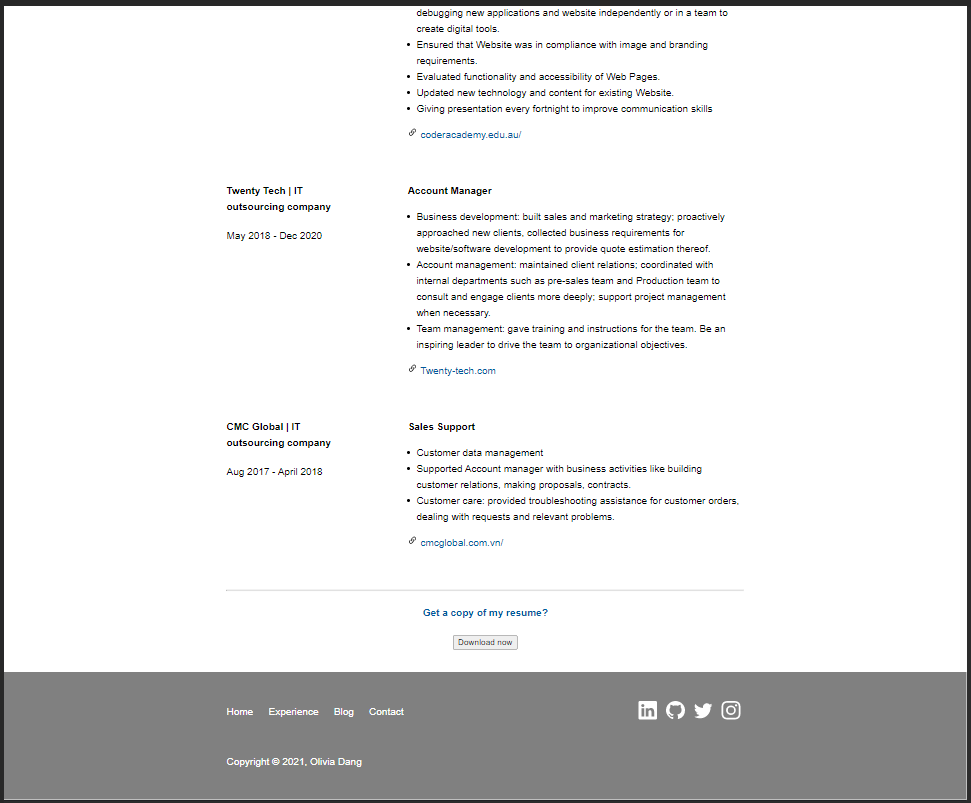 debugging new applications and website independently or in a team to
create digital tools.
• Ensured that Website was in compliance with image and branding
requirements.
• Evaluated functionality and accessibility of Web Pages.
• Updated new technology and content for existing Website.
• Giving presentation every fortnight to improve communication skills
coderacademy.edu.au/
Twenty Tech | IT
outsourcing company
May 2018 - Dec 2020
Account Manager
• Business development: built sales and marketing strategy; proactively
approached new clients, collected business requirements for
website/software development to provide quote estimation thereof.
• Account management: maintained client relations; coordinated with
internal departments such as pre-sales team and Production team to
consult and engage clients more deeply; support project management
when necessary.
• Team management: gave training and instructions for the team. Be an
inspiring leader to drive the team to organizational objectives.
Twenty-tech.com
CMC Global | IT
outsourcing company
Aug 2017 - April 2018
Sales Support
• Customer data management
• Supported Account manager with business activities like building
customer relations, making proposals, contracts.
• Customer care: provided troubleshooting assistance for customer orders,
dealing with requests and relevant problems.
cmcglobal.com.vn/
Get a copy of my resume?
Download now
Home Experience Blog Contact
Copyright © 2021, Olivia Dang